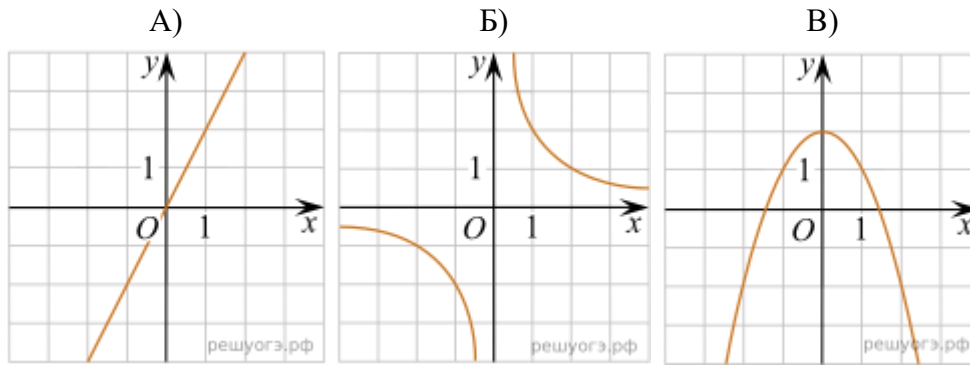 А) Б) В)
y y y
1 1 1
O 1 x O 1 x O 1 x
решуогэ.рф решуогэ.рф решуогэ.рф